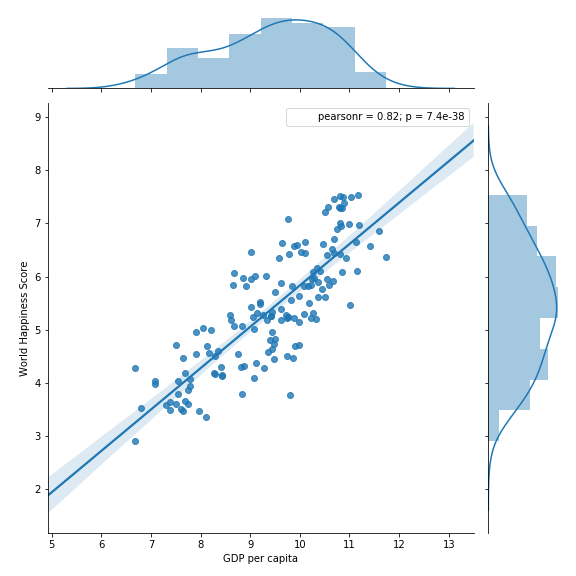 pearsonr = 0.82; p = 7.4e-38
9
8
7
6
5
4
3
2
World Happiness Score
5 6 7 8 9 10 11 12 13
GDP per capita